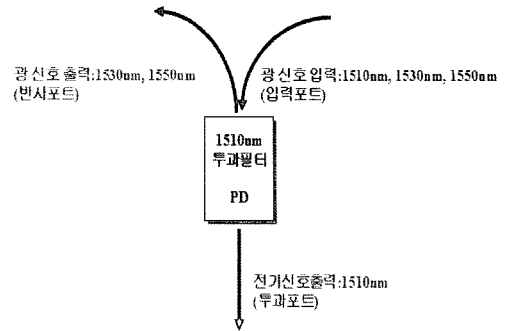 광신호출력:1530nm, 1550nm
(반사포트)
광신호입력:1510nm, 1530nm, 1550nm
(입력포트)
1510nm
투과필터
PD
전기신호출력:1510nm
(투과포트)